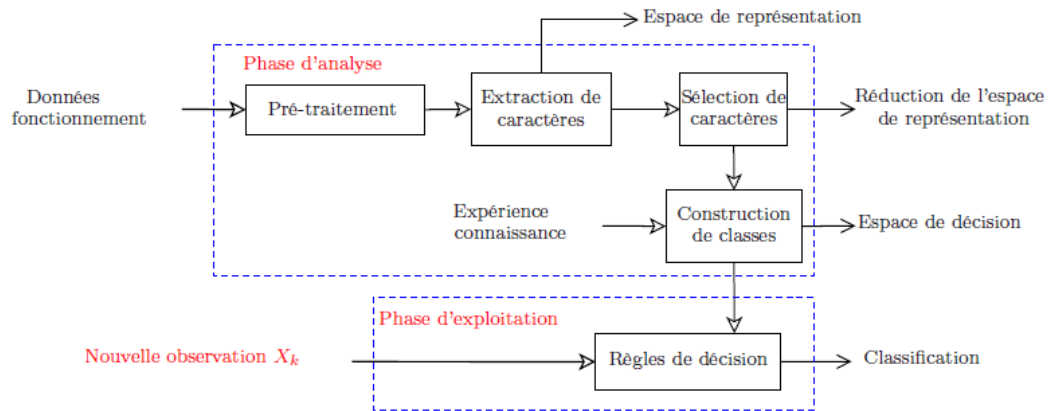 Espace de représentation
Phase d'analyse
Données
fonctionnement
Pré-traitement
Extraction de
caractères
Sélection de
caractères
Réduction de l'espace
de représentation
Expérience
connaissance
Construction
de classes
Espace de décision
Phase d'exploitation
Nouvelle observation X_k
Règles de décision
Classification